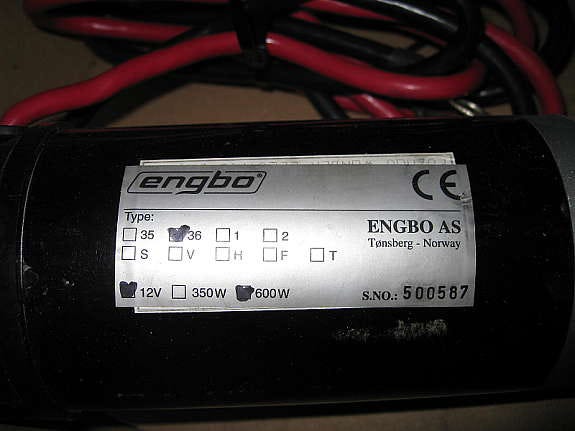 engbo®
CE
Type:
35 36 1 2
ENGBO AS
S V H F T
Tønsberg - Norway
12V 350W 600W
S.NO.: 500587